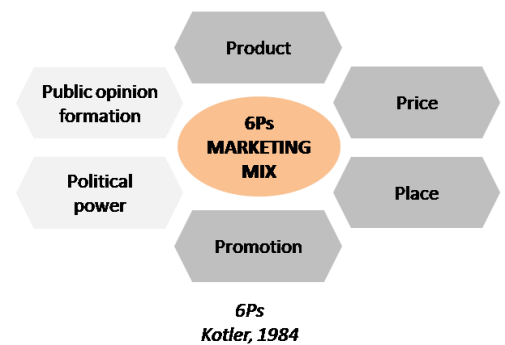 Product
Public opinion
formation
Price
6Ps
MARKETING
MIX
Political
power
Place
Promotion
6Ps
Kotler, 1984